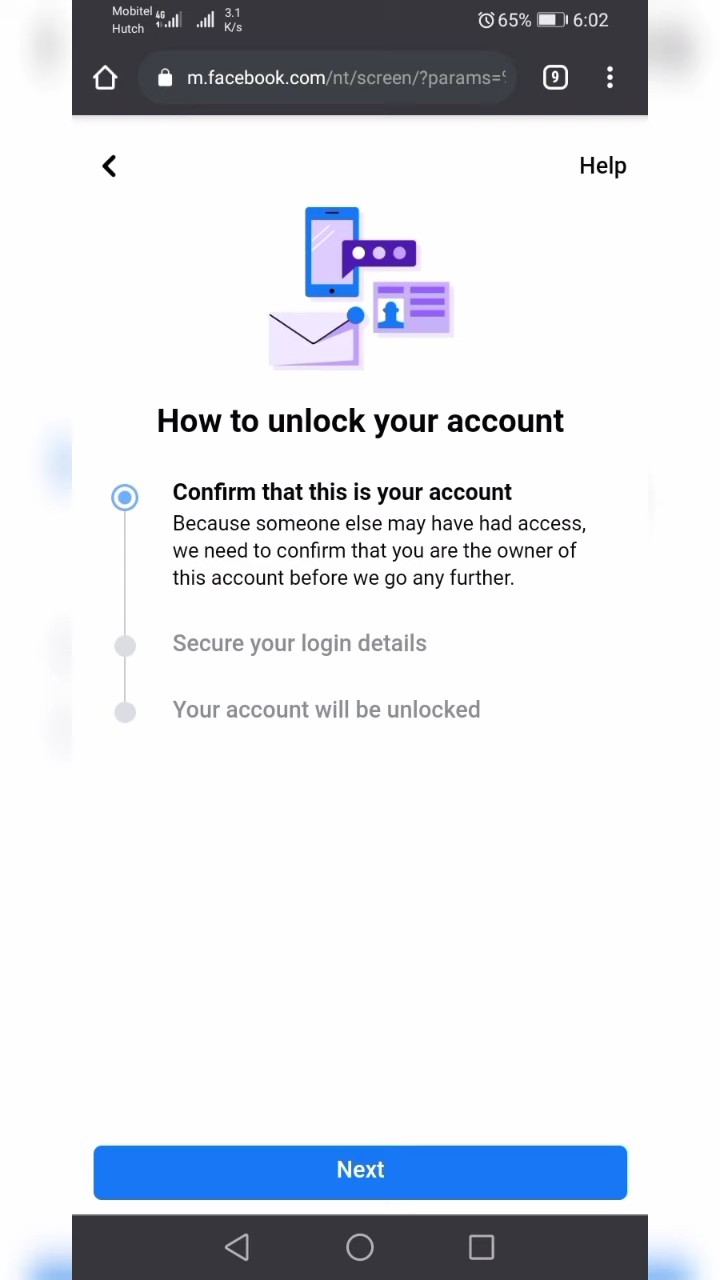 Mobitel 4G 3.1 65% 6:02
Hutch K/s
m.facebook.com/nt/screen/?params= 9
Help
How to unlock your account
Confirm that this is your account
Because someone else may have had access,
we need to confirm that you are the owner of
this account before we go any further.
Secure your login details
Your account will be unlocked
Next